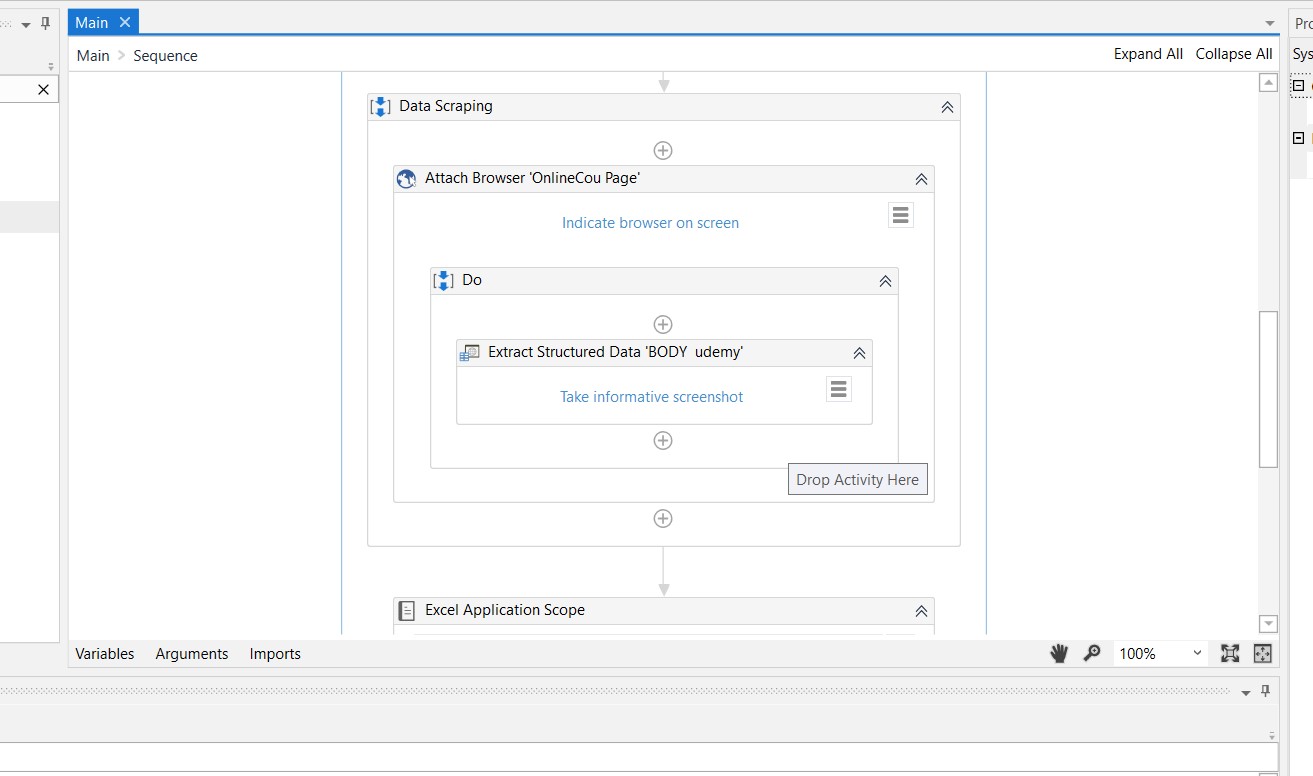 Main
Pro
Main > Sequence
Expand All Collapse All
Sys
Data Scraping
Attach Browser 'OnlineCou Page'
Indicate browser on screen
Do
Extract Structured Data 'BODY  udemy'
Take informative screenshot
Drop Activity Here
Excel Application Scope
Variables Arguments Imports
100%